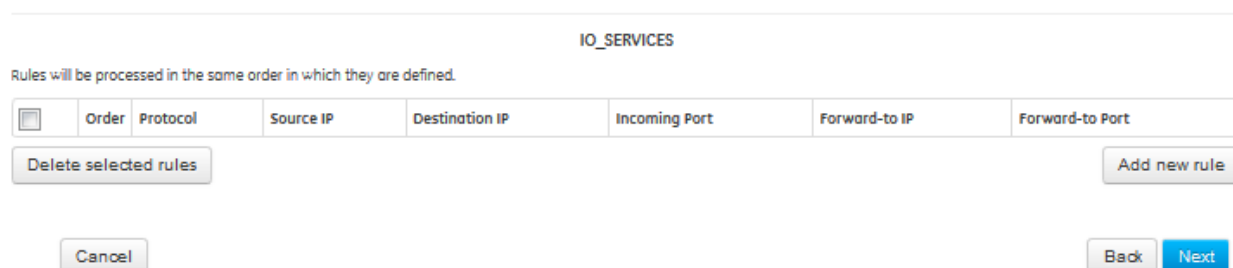 IO_SERVICES
Rules will be processed in the same order in which they are defined.
Order Protocol Source IP Destination IP Incoming Port Forward-to IP Forward-to Port
Delete selected rules Add new rule
Cancel Back Next